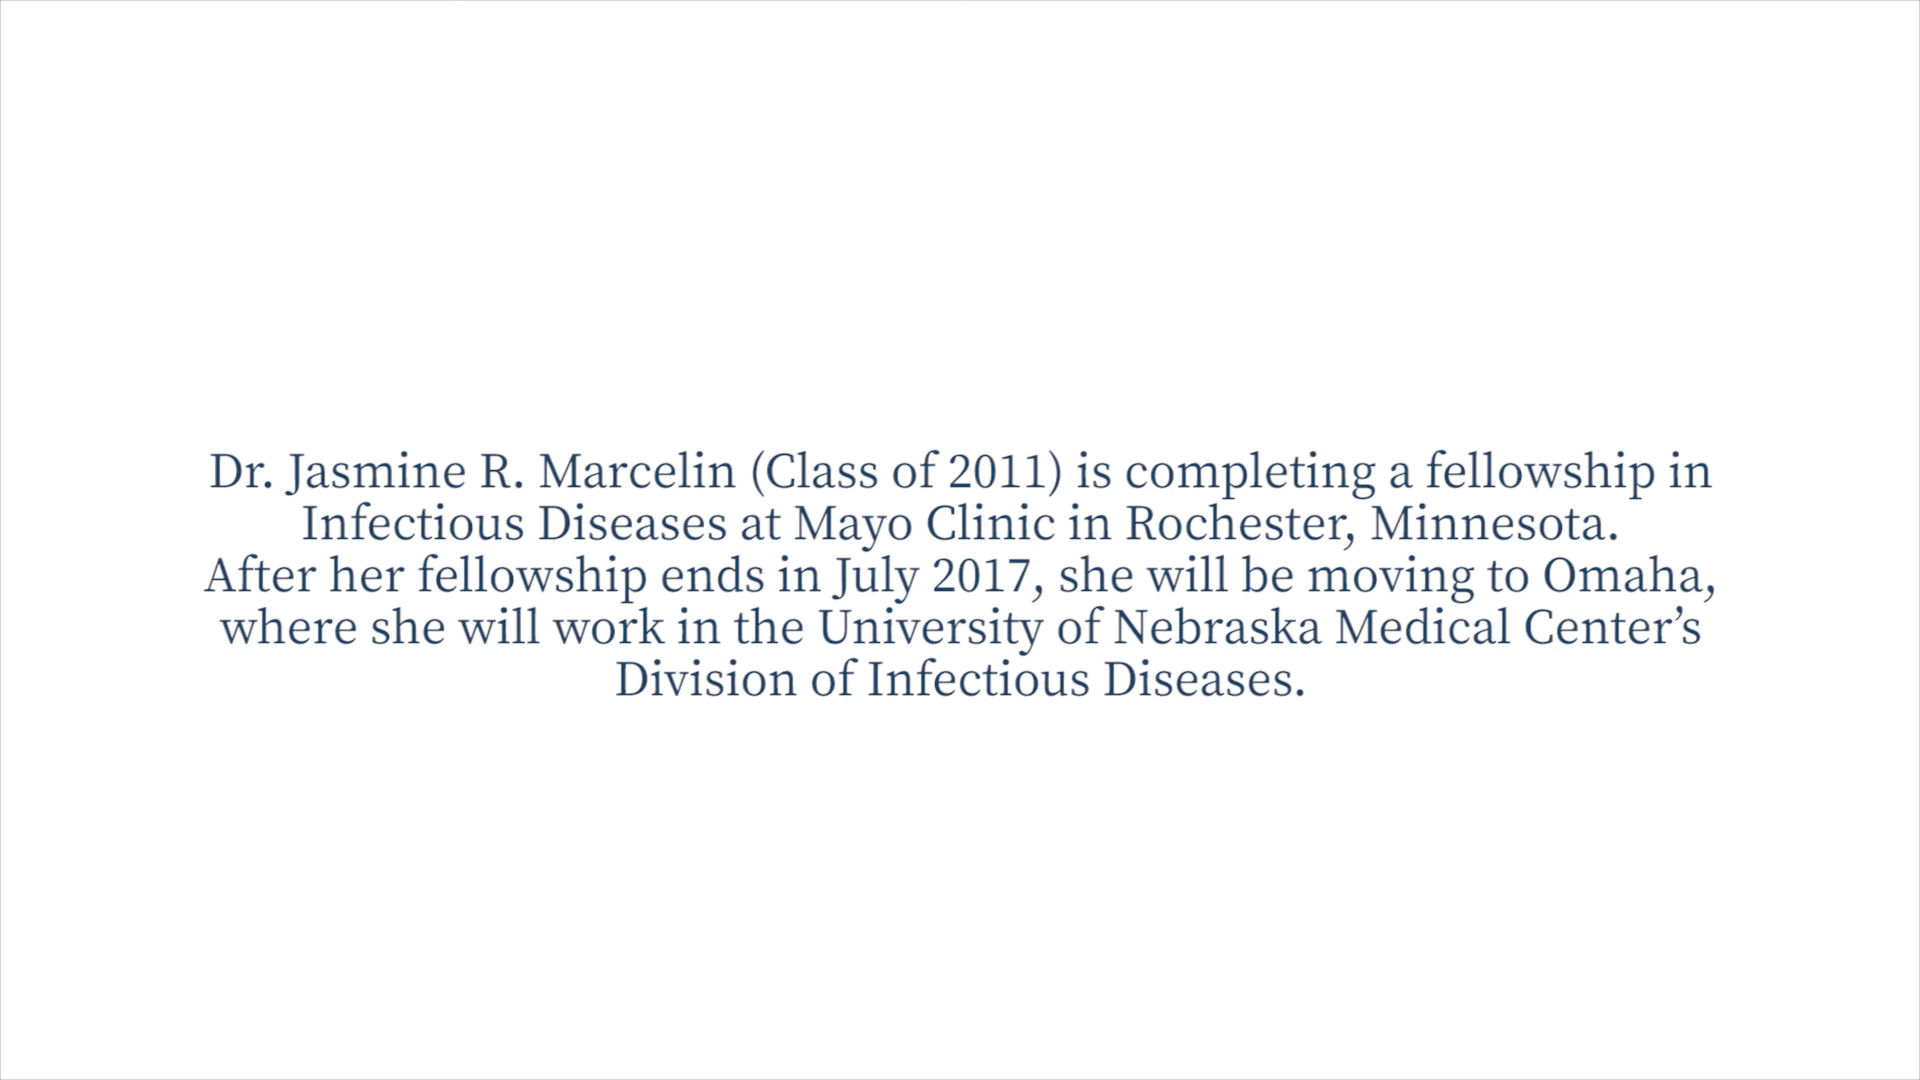 Dr. Jasmine R. Marcelin (Class of 2011) is completing a fellowship in
Infectious Diseases at Mayo Clinic in Rochester, Minnesota.
After her fellowship ends in July 2017, she will be moving to Omaha,
where she will work in the University of Nebraska Medical Center’s
Division of Infectious Diseases.